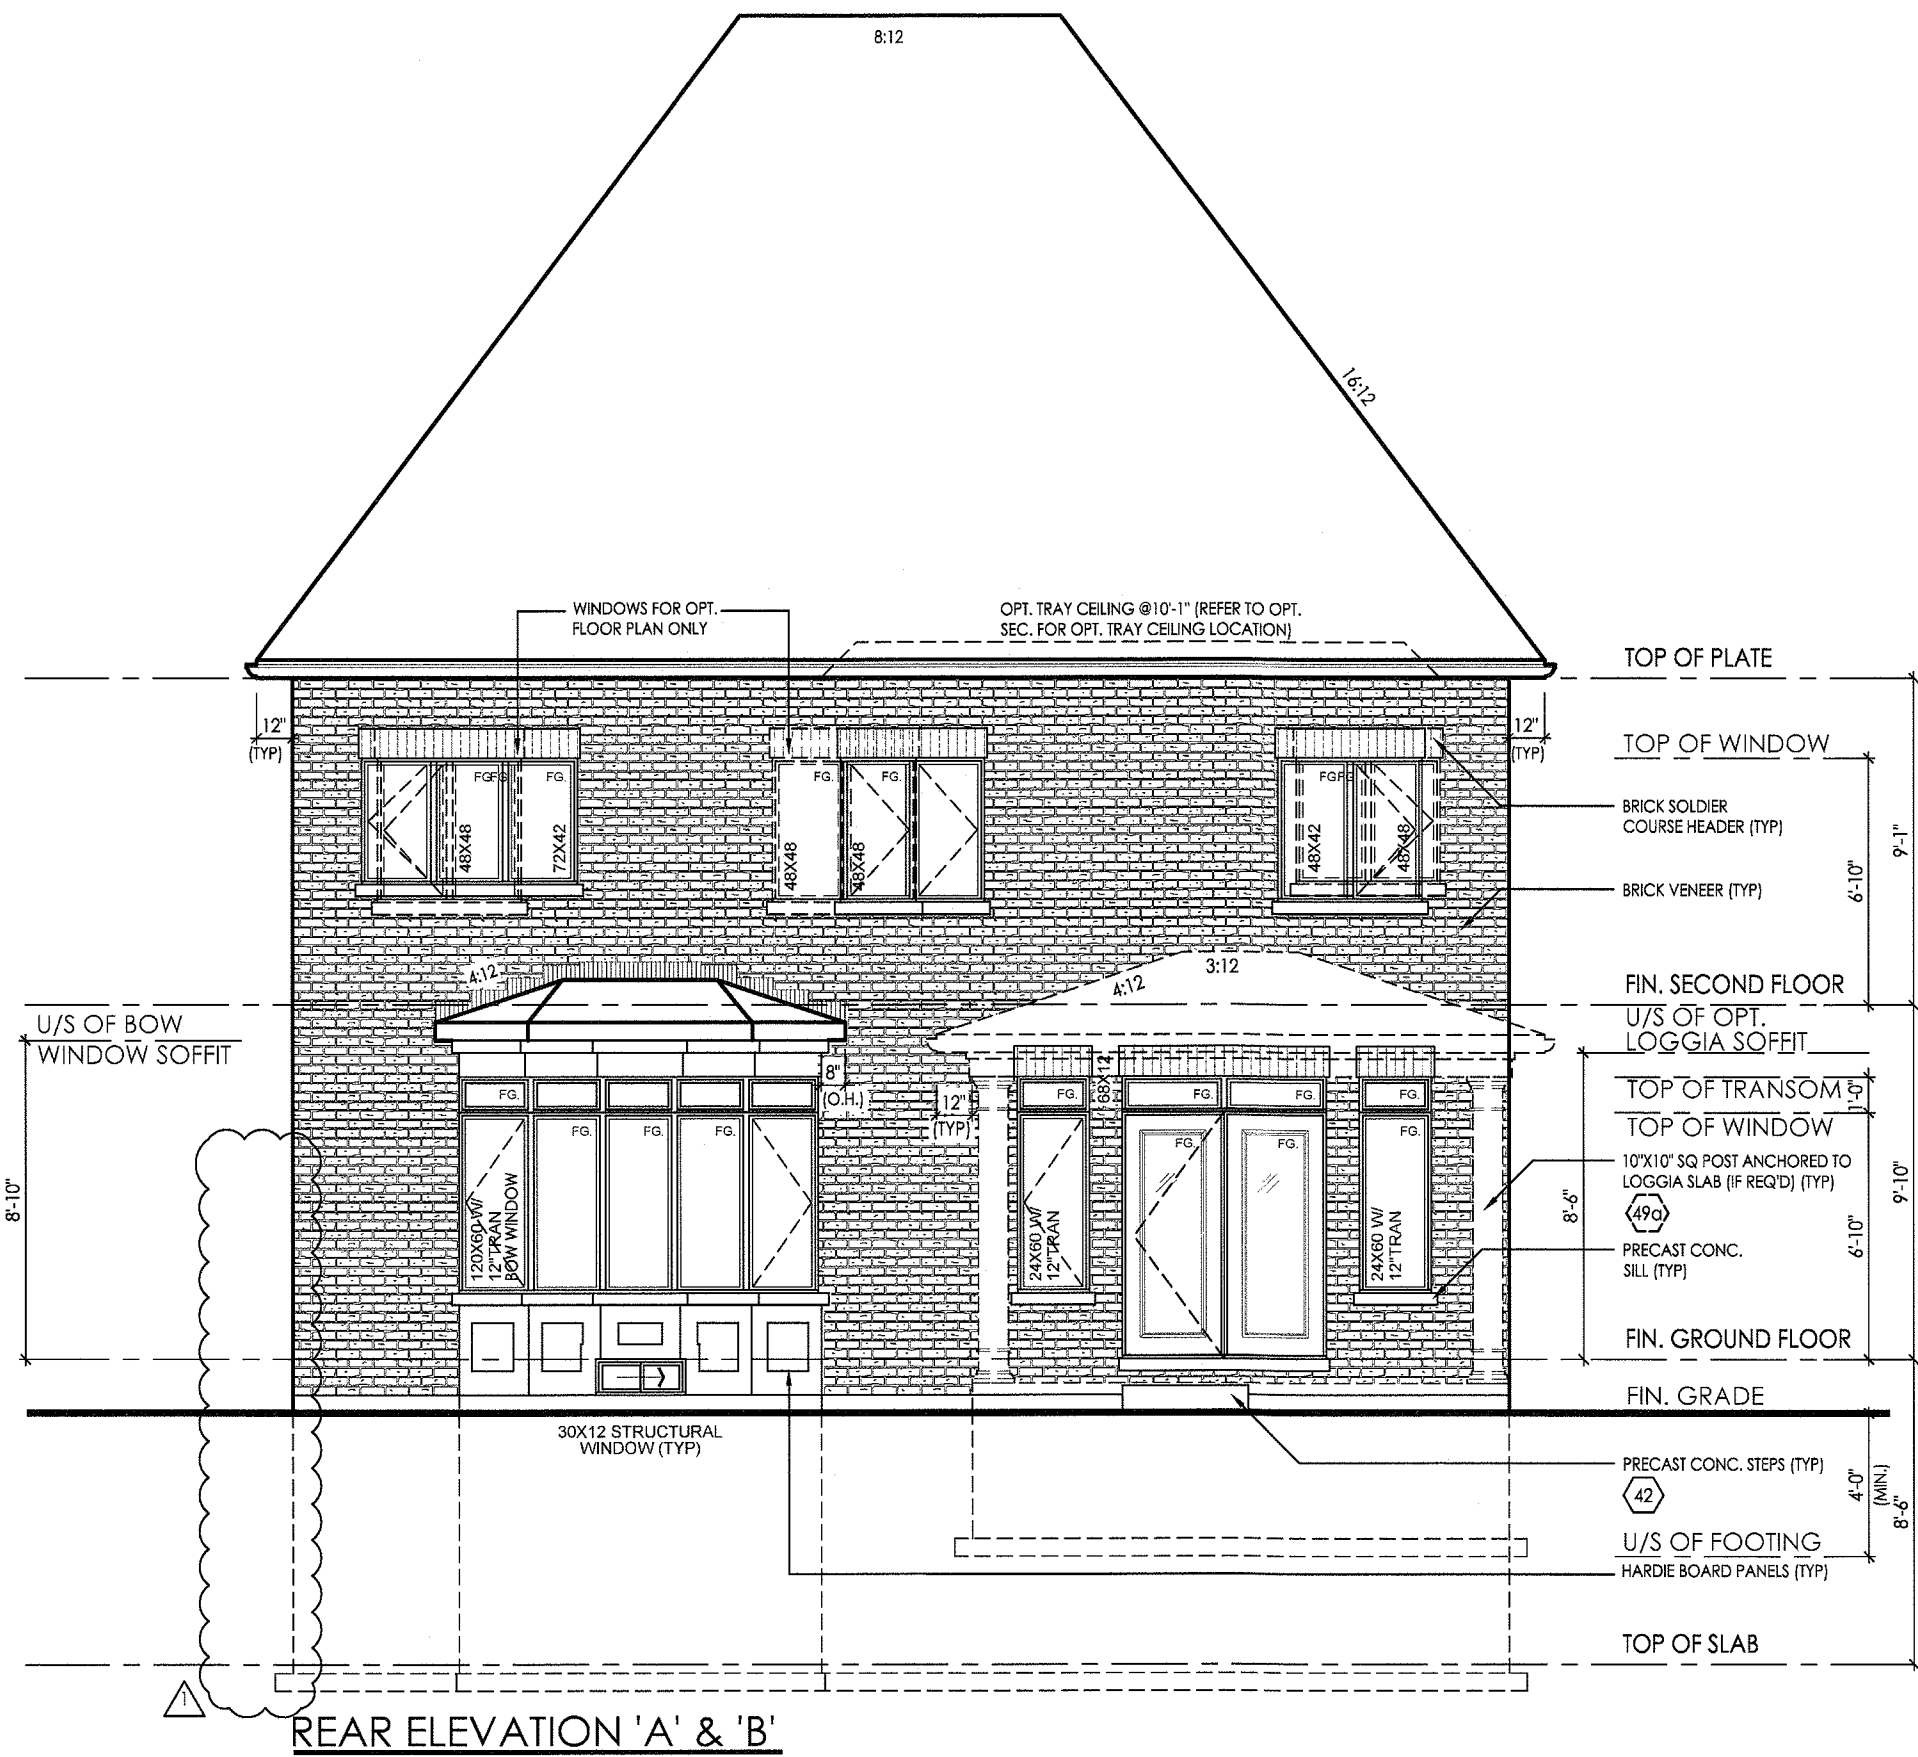 8:12
16:12
WINDOWS FOR OPT.
FLOOR PLAN ONLY
OPT. TRAY CEILING @10'-1" (REFER TO OPT.
SEC. FOR OPT. TRAY CEILING LOCATION)
TOP OF PLATE
12"
(TYP)
12"
(TYP)
TOP OF WINDOW
FG.
FG.
FG.
48X48
72X42
FG.
FG.
48X48
48X48
FG.
FG.
48X42
48X48
BRICK SOLDIER
COURSE HEADER (TYP)
BRICK VENEER (TYP)
9'-1"
6'-10"
4:12
3:12
4:12
FIN. SECOND FLOOR
U/S OF OPT.
LOGGIA SOFFIT
U/S OF BOW
WINDOW SOFFIT
8"
(O.H.)
12"
(TYP)
68X12
FG.
FG.
FG.
FG.
FG.
TOP OF TRANSOM
1'-0"
TOP OF WINDOW
FG.
FG.
FG.
FG.
FG.
FG.
10"X10" SQ POST ANCHORED TO
LOGGIA SLAB (IF REQ'D) (TYP)
49a
8'-10"
120X60 W/
12" TRAN
BOW WINDOW
24X60 W/
12" TRAN
24X60 W/
12" TRAN
8'-6"
6'-10"
9'-10"
PRECAST CONC.
SILL (TYP)
FIN. GROUND FLOOR
FIN. GRADE
30X12 STRUCTURAL
WINDOW (TYP)
PRECAST CONC. STEPS (TYP)
42
4'-0"
(MIN.)
8'-6"
U/S OF FOOTING
HARDIE BOARD PANELS (TYP)
TOP OF SLAB
1
REAR ELEVATION 'A' & 'B'